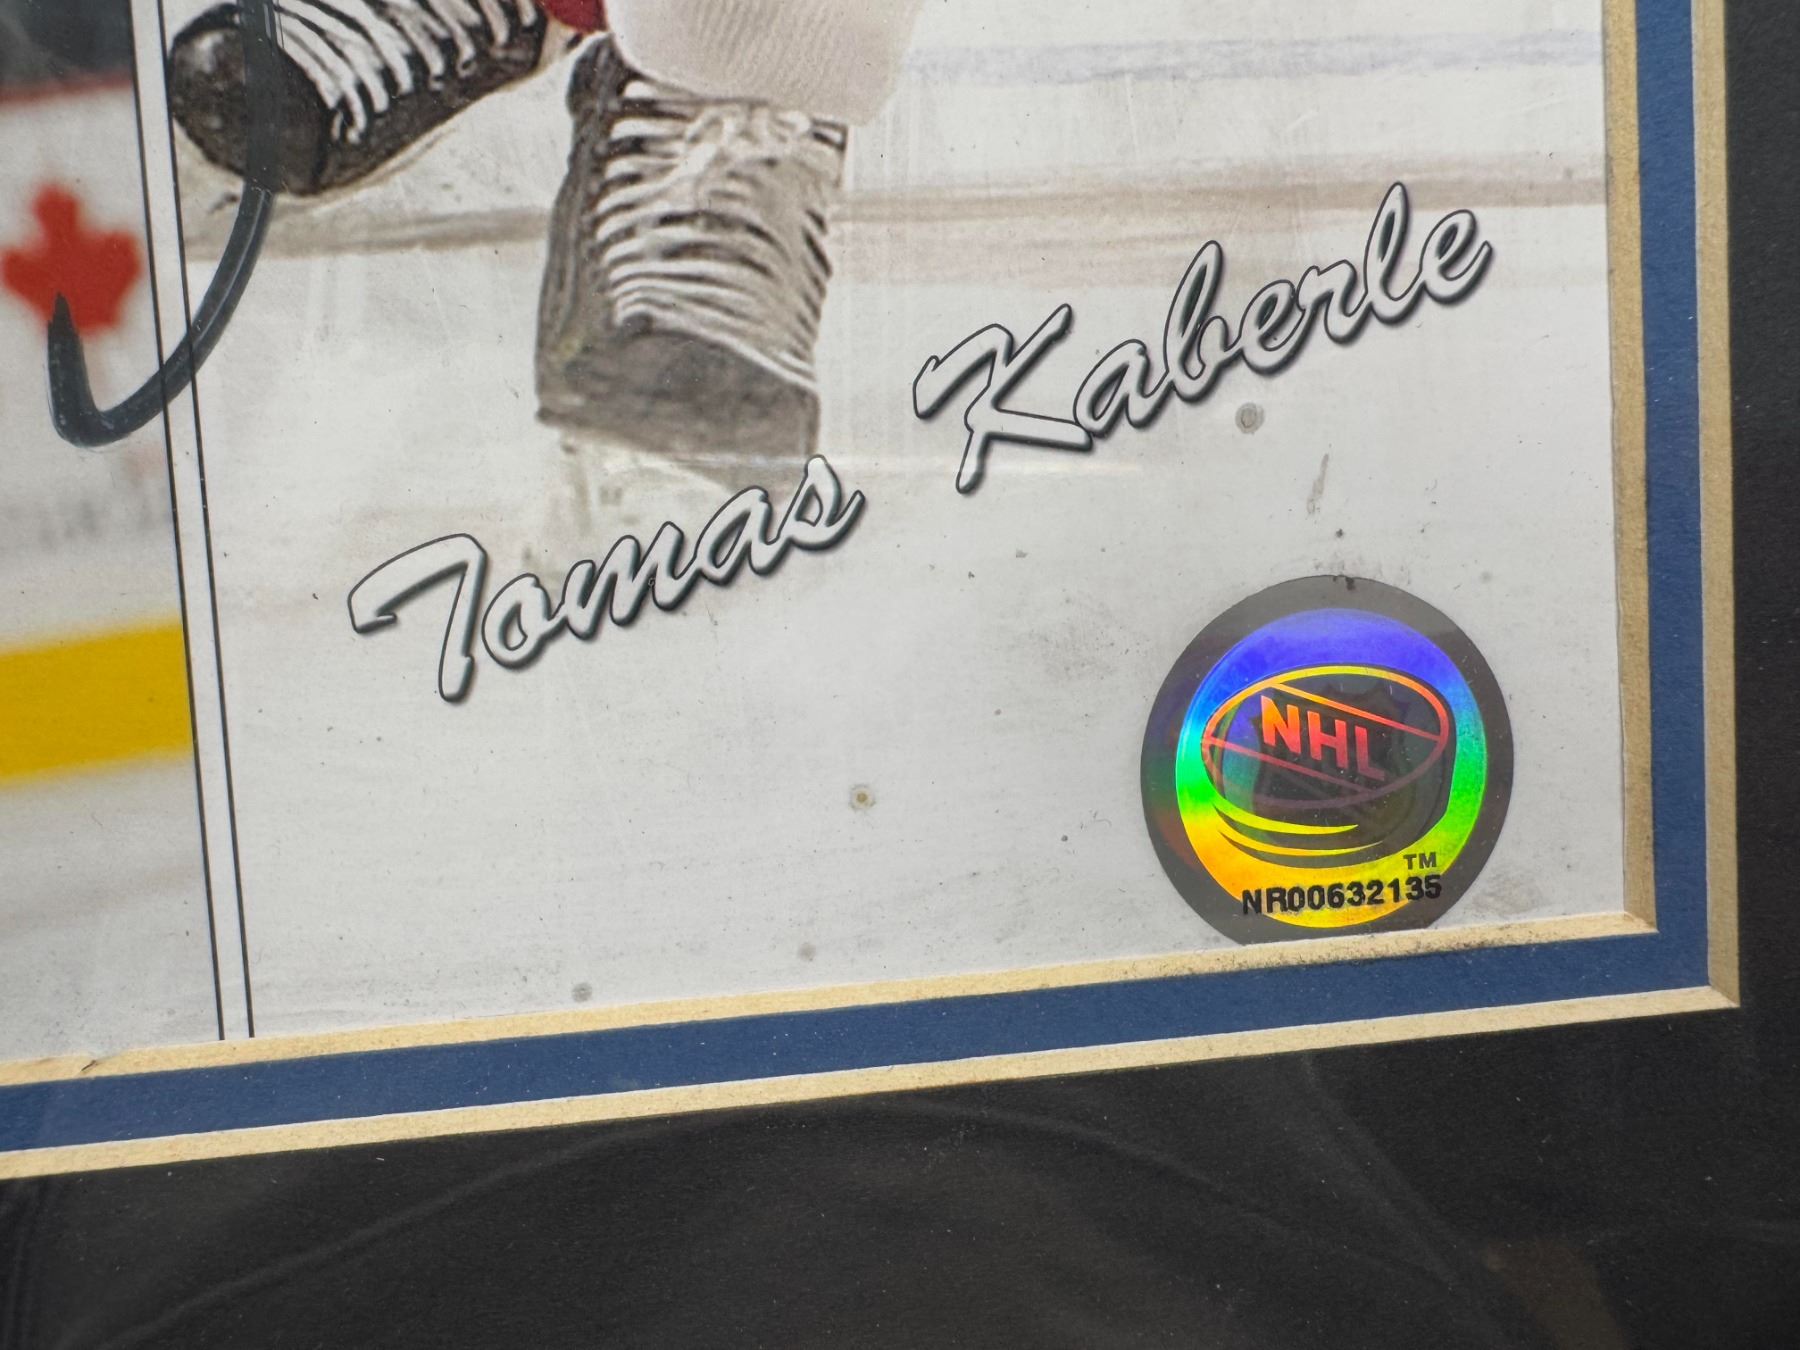 Tomas Kaberle
NHL
TM
NR00632135